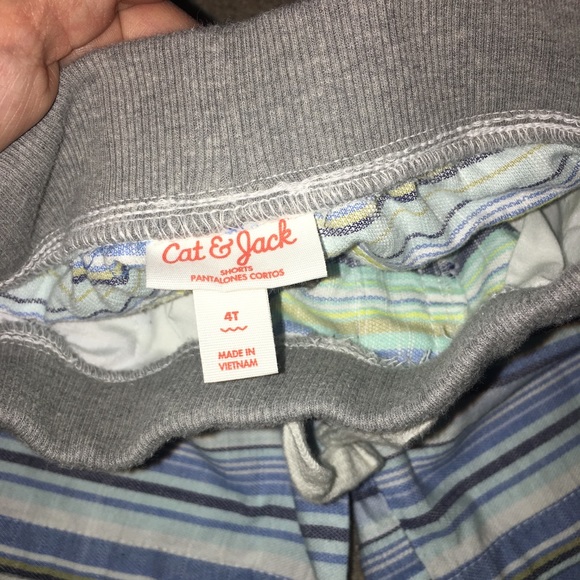 Cat & Jack
SHORTS
PANTALONES CORTOS
4T
MADE IN
VIETNAM